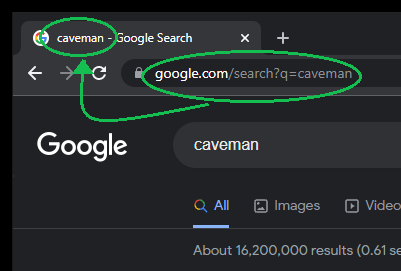 caveman - Google Search
google.com/search?q=caveman
Google caveman
All Images Video
About 16,200,000 results (0.61 se